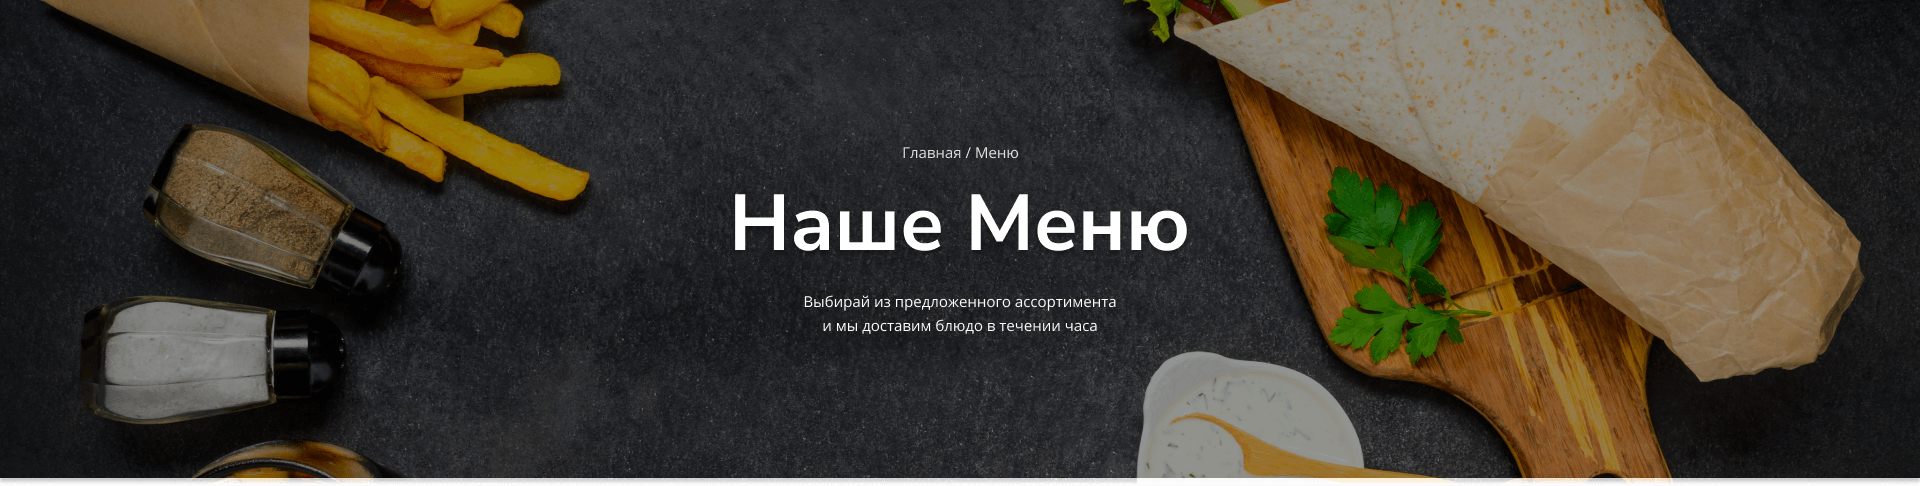 Главная / Меню
Наше Меню
Выбирай из предложенного ассортимента
и мы доставим блюдо в течении часа